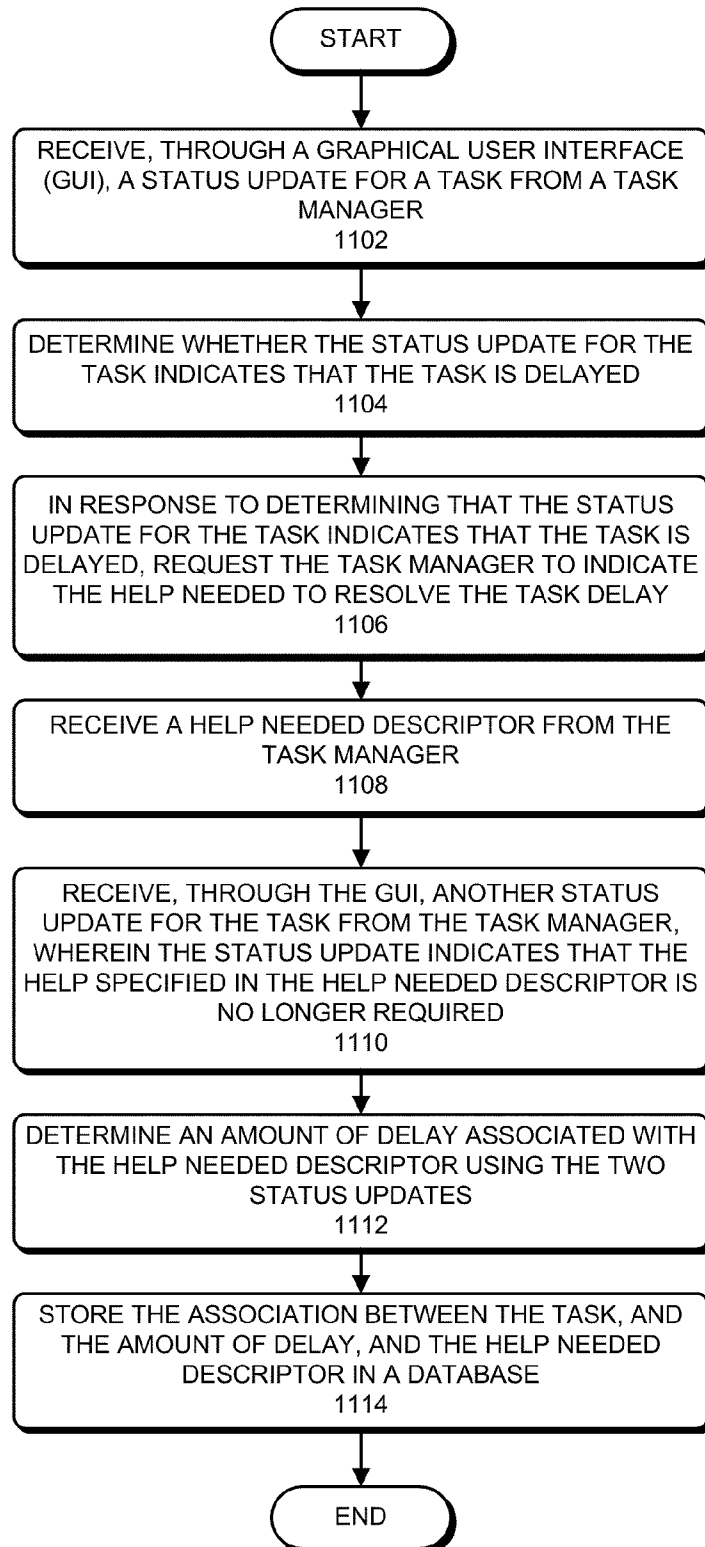 START
RECEIVE, THROUGH A GRAPHICAL USER INTERFACE
(GUI), A STATUS UPDATE FOR A TASK FROM A TASK
MANAGER
1102
DETERMINE WHETHER THE STATUS UPDATE FOR THE
TASK INDICATES THAT THE TASK IS DELAYED
1104
IN RESPONSE TO DETERMINING THAT THE STATUS
UPDATE FOR THE TASK INDICATES THAT THE TASK IS
DELAYED, REQUEST THE TASK MANAGER TO INDICATE
THE HELP NEEDED TO RESOLVE THE TASK DELAY
1106
RECEIVE A HELP NEEDED DESCRIPTOR FROM THE
TASK MANAGER
1108
RECEIVE, THROUGH THE GUI, ANOTHER STATUS
UPDATE FOR THE TASK FROM THE TASK MANAGER,
WHEREIN THE STATUS UPDATE INDICATES THAT THE
HELP SPECIFIED IN THE HELP NEEDED DESCRIPTOR IS
NO LONGER REQUIRED
1110
DETERMINE AN AMOUNT OF DELAY ASSOCIATED WITH
THE HELP NEEDED DESCRIPTOR USING THE TWO
STATUS UPDATES
1112
STORE THE ASSOCIATION BETWEEN THE TASK, AND
THE AMOUNT OF DELAY, AND THE HELP NEEDED
DESCRIPTOR IN A DATABASE
1114
END